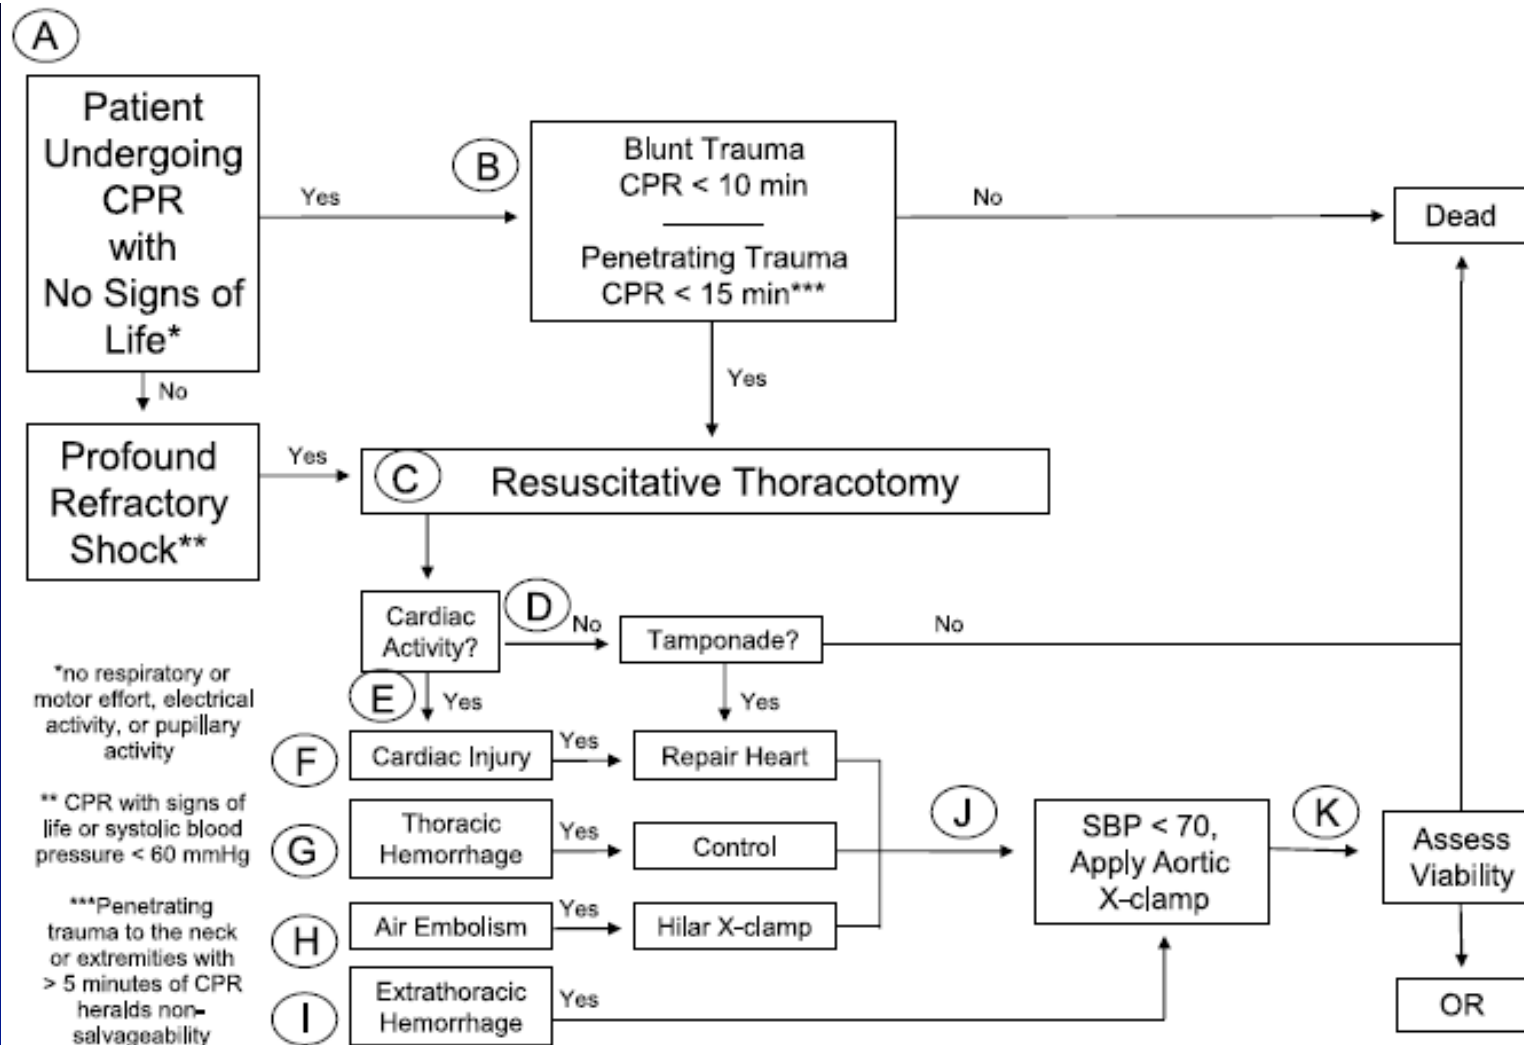 A
Patient
Undergoing
CPR
with
No Signs of
Life*
Yes
B
Blunt Trauma
CPR < 10 min
Penetrating Trauma
CPR < 15 min***
No
Dead
No
Yes
Profound
Refractory
Shock**
Yes
C
Resuscitative Thoracotomy
Cardiac
Activity?
D
No
Tamponade?
No
E
Yes
Yes
F
Cardiac Injury
Yes
Repair Heart
G
Thoracic
Hemorrhage
Yes
Control
H
Air Embolism
Yes
Hilar X-clamp
I
Extrathoracic
Hemorrhage
Yes
J
SBP < 70,
Apply Aortic
X-clamp
K
Assess
Viability
OR
*no respiratory or
motor effort, electrical
activity, or pupillary
activity
** CPR with signs of
life or systolic blood
pressure < 60 mmHg
***Penetrating
trauma to the neck
or extremities with
> 5 minutes of CPR
heralds non-
salvageability